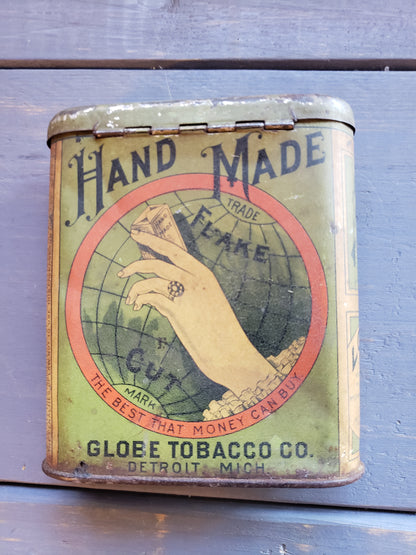 HAND MADE
TRADE
FLAKE
CUT
MARK
THE BEST THAT MONEY CAN BUY
GLOBE TOBACCO CO.
DETROIT, MICH.